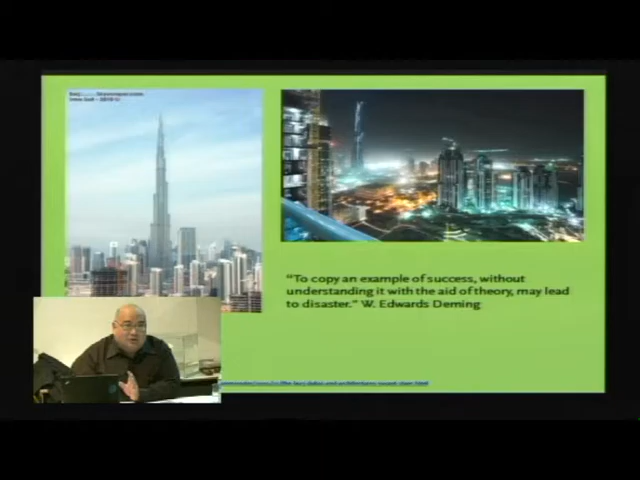 "To copy an example of success, without
understanding it with the aid of theory, may lead
to disaster." W. Edwards Deming